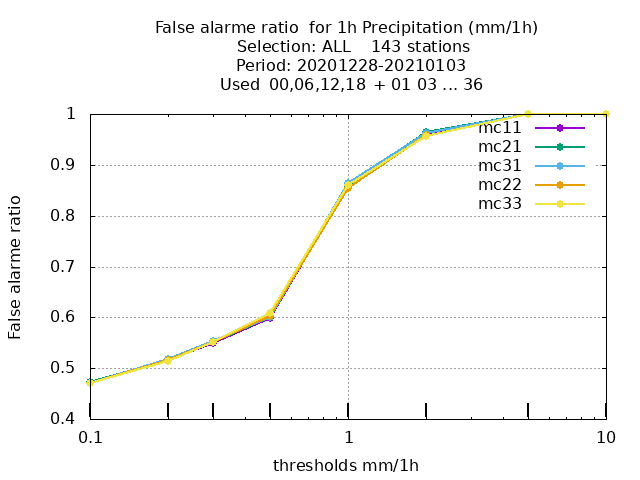 False alarme ratio  for 1h Precipitation (mm/1h)
Selection: ALL    143 stations
Period: 20201228-20210103
Used  00,06,12,18  + 01 03 ... 36
1
0.9
0.8
0.7
0.6
0.5
0.4
False alarme ratio
mc11
mc21
mc31
mc22
mc33
0.1
1
10
thresholds mm/1h